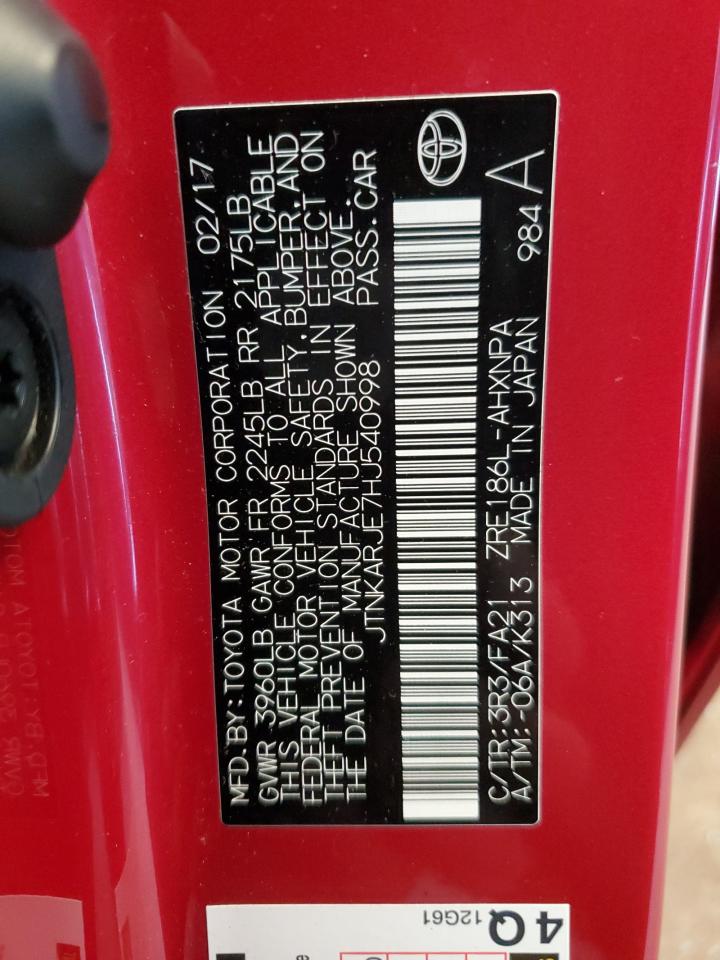 MFD.BY:TOYOTA MOTOR CORPORATION 02/17
GVWR 3960LB GAWR FR 2245LB RR 2175LB
THIS VEHICLE CONFORMS TO ALL APPLICABLE
FEDERAL MOTOR VEHICLE SAFETY,BUMPER,AND
THEFT PREVENTION STANDARDS IN EFFECT ON
THE DATE OF MANUFACTURE SHOWN ABOVE.
JTNKARJE7HJ540998 PASS.CAR
C/TR:3R3/FA21 ZRE186L-AHXNPA 984 A
A/TM:-06A/K313 MADE IN JAPAN
4Q 12G61